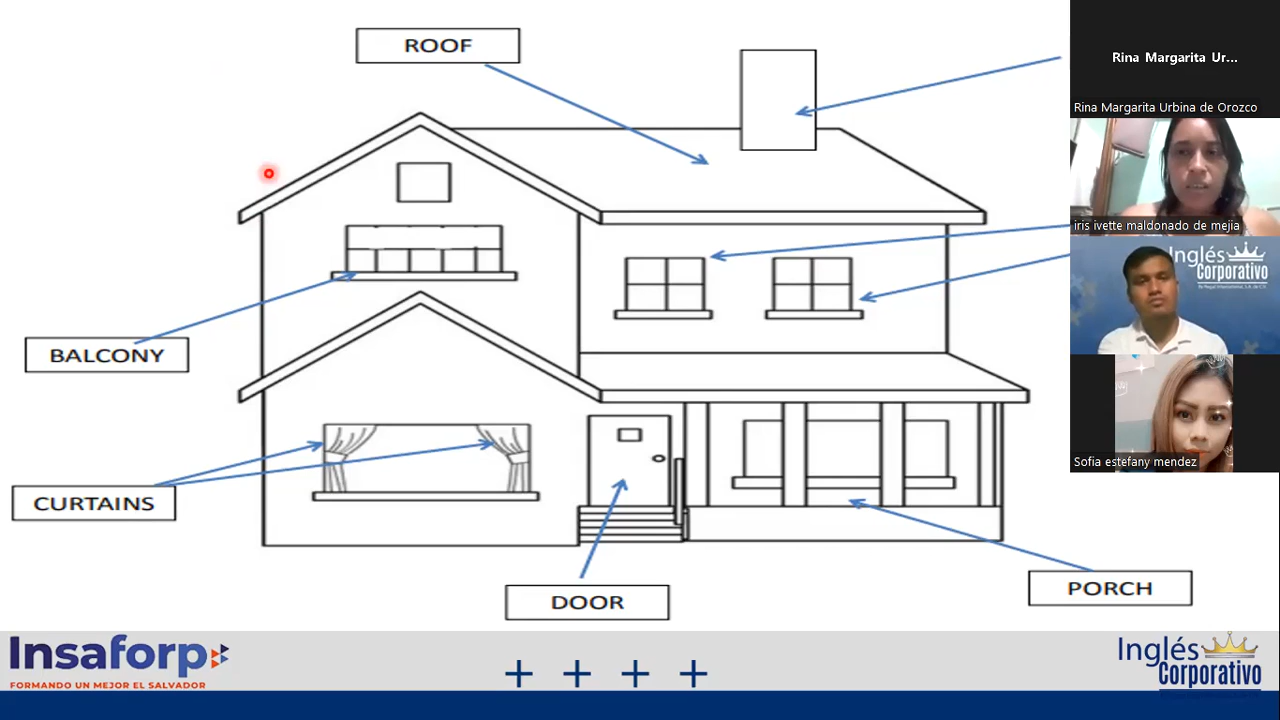 ROOF
Rina Margarita Ur...
Rina Margarita Urbina de Orozco
iris ivette maldonado de mejia
Inglés
Corporativo
BALCONY
Sofia estefany mendez
CURTAINS
DOOR
PORCH
Insaforp
FORMANDO UN MEJOR EL SALVADOR
Inglés
Corporativo